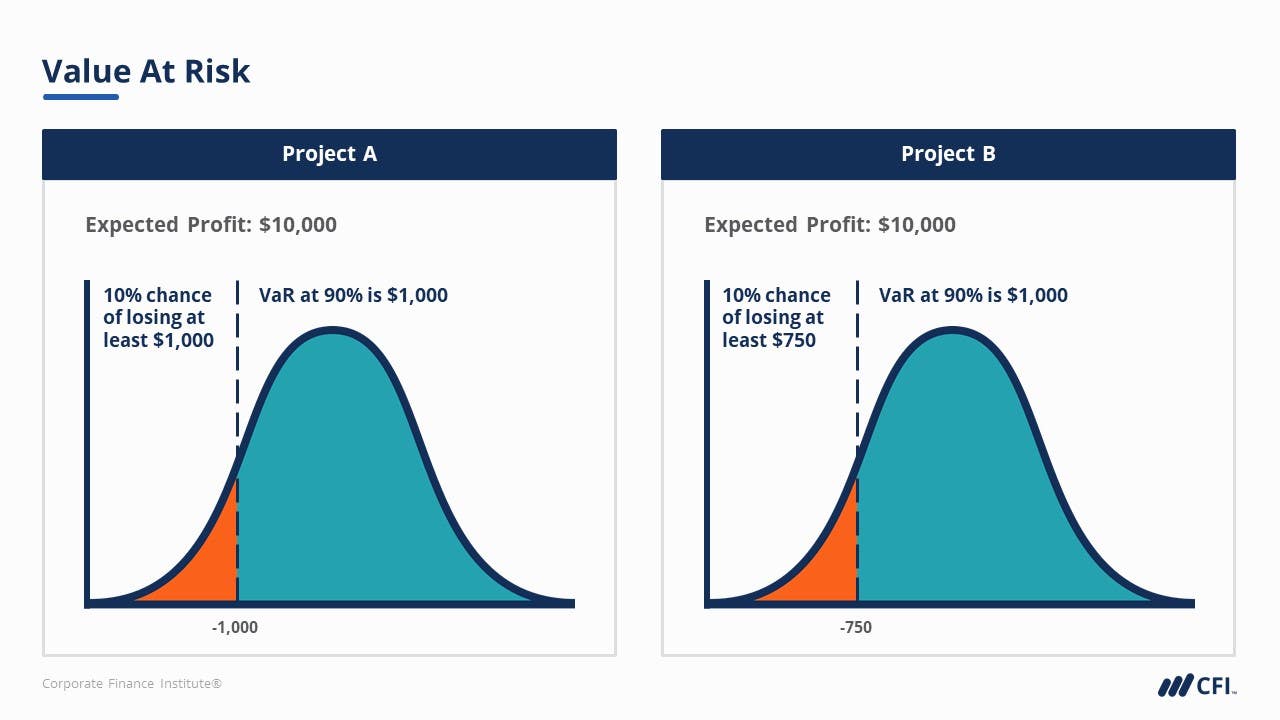 Value At Risk
Project A
Expected Profit: $10,000
10% chance
of losing at
least $1,000
VaR at 90% is $1,000
-1,000
Project B
Expected Profit: $10,000
10% chance
of losing at
least $750
VaR at 90% is $1,000
-750
Corporate Finance Institute®
CFI™